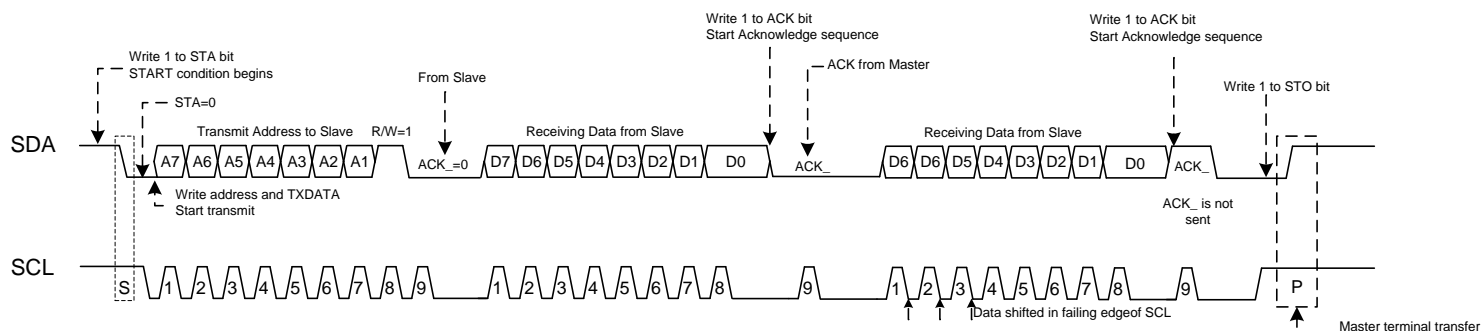 Write 1 to STA bit
START condition begins
STA=0
From Slave
Write 1 to ACK bit
Start Acknowledge sequence
ACK from Master
Write 1 to ACK bit
Start Acknowledge sequence
Write 1 to STO bit
Transmit Address to Slave
R/W=1
Receiving Data from Slave
Receiving Data from Slave
SDA
A7 A6 A5 A4 A3 A2 A1 ACK_=0 D7 D6 D5 D4 D3 D2 D1 D0 ACK_ D6 D6 D5 D4 D3 D2 D1 D0 ACK_
Write address and TXDATA
Start transmit
ACK_ is not
sent
SCL
S 1 2 3 4 5 6 7 8 9 1 2 3 4 5 6 7 8 9 1 2 3 4 5 6 7 8 9 P
Data shifted in failing edgeof SCL
Master terminal transfer